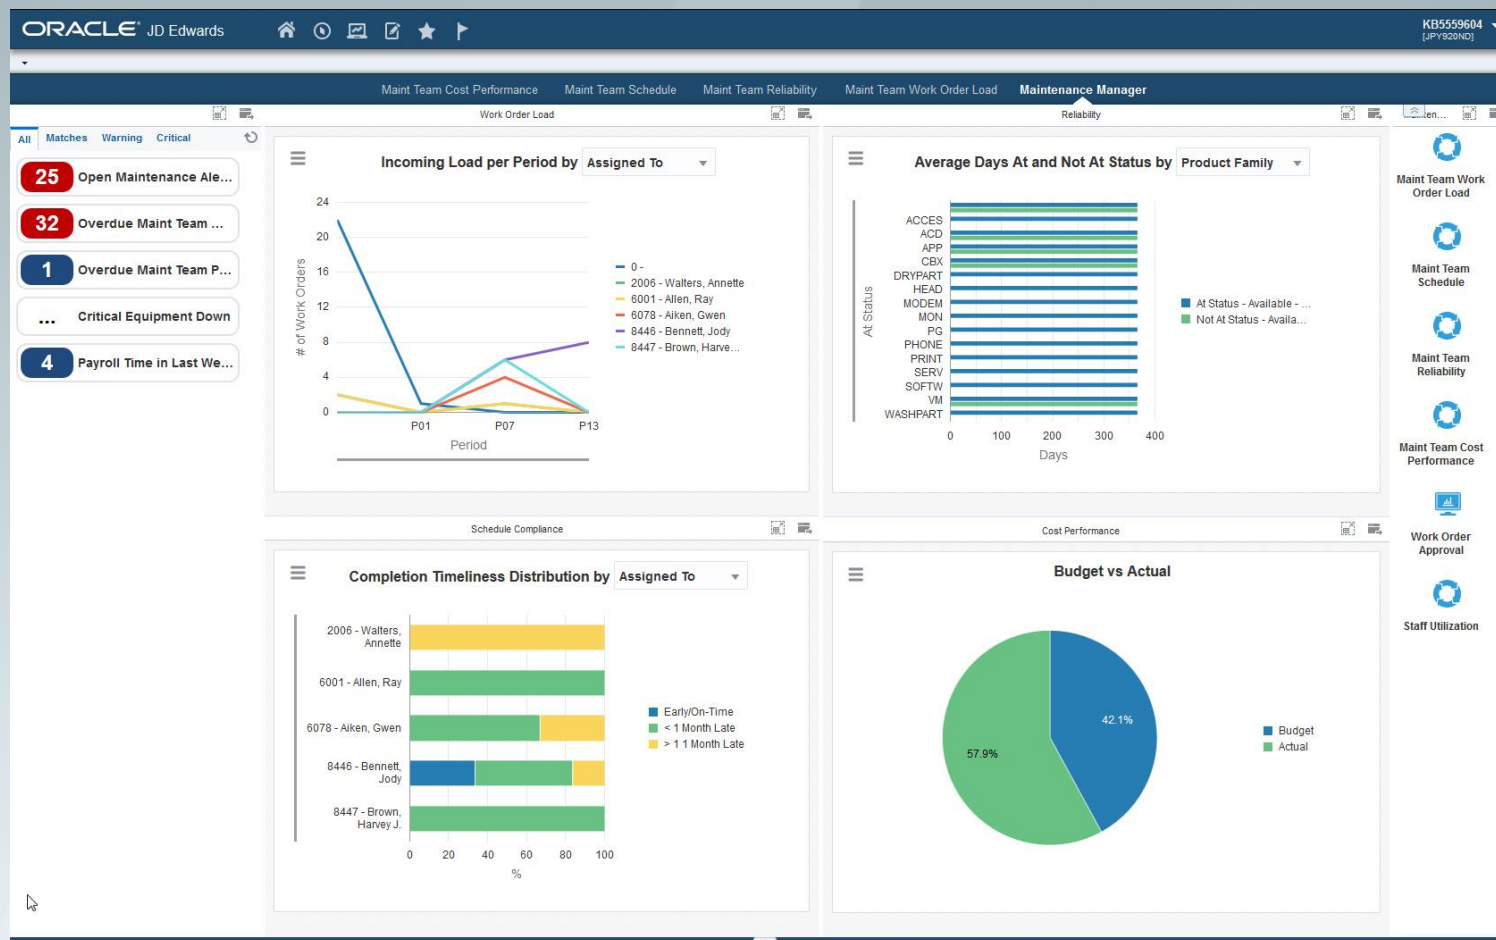 ORACLE JD Edwards
KB5559604
[JPY920ND]
Maint Team Cost Performance Maint Team Schedule Maint Team Reliability Maint Team Work Order Load Maintenance Manager
All Matches Warning Critical
25 Open Maintenance Ale...
32 Overdue Maint Team ...
1 Overdue Maint Team P...
... Critical Equipment Down
4 Payroll Time in Last We...
Work Order Load
Incoming Load per Period by Assigned To
24
20
16
12
8
4
0
# of Work Orders
P01 P07 P13
Period
0 -
2006 - Walters, Annette
6001 - Allen, Ray
6078 - Aiken, Gwen
8446 - Bennett, Jody
8447 - Brown, Harve...
Reliability
Average Days At and Not At Status by Product Family
At Status
ACCES
ACD
APP
CBX
DRYPART
HEAD
MODEM
MON
PG
PHONE
PRINT
SERV
SOFTW
VM
WASHPART
0 100 200 300 400
Days
At Status - Available - ...
Not At Status - Availa...
Schedule Compliance
Completion Timeliness Distribution by Assigned To
2006 - Walters,
Annette
6001 - Allen, Ray
6078 - Aiken, Gwen
8446 - Bennett,
Jody
8447 - Brown,
Harvey J.
0 20 40 60 80 100
%
Early/On-Time
< 1 Month Late
> 1 1 Month Late
Cost Performance
Budget vs Actual
42.1%
57.9%
Budget
Actual
Maint Team Work
Order Load
Maint Team
Schedule
Maint Team
Reliability
Maint Team Cost
Performance
Work Order
Approval
Staff Utilization